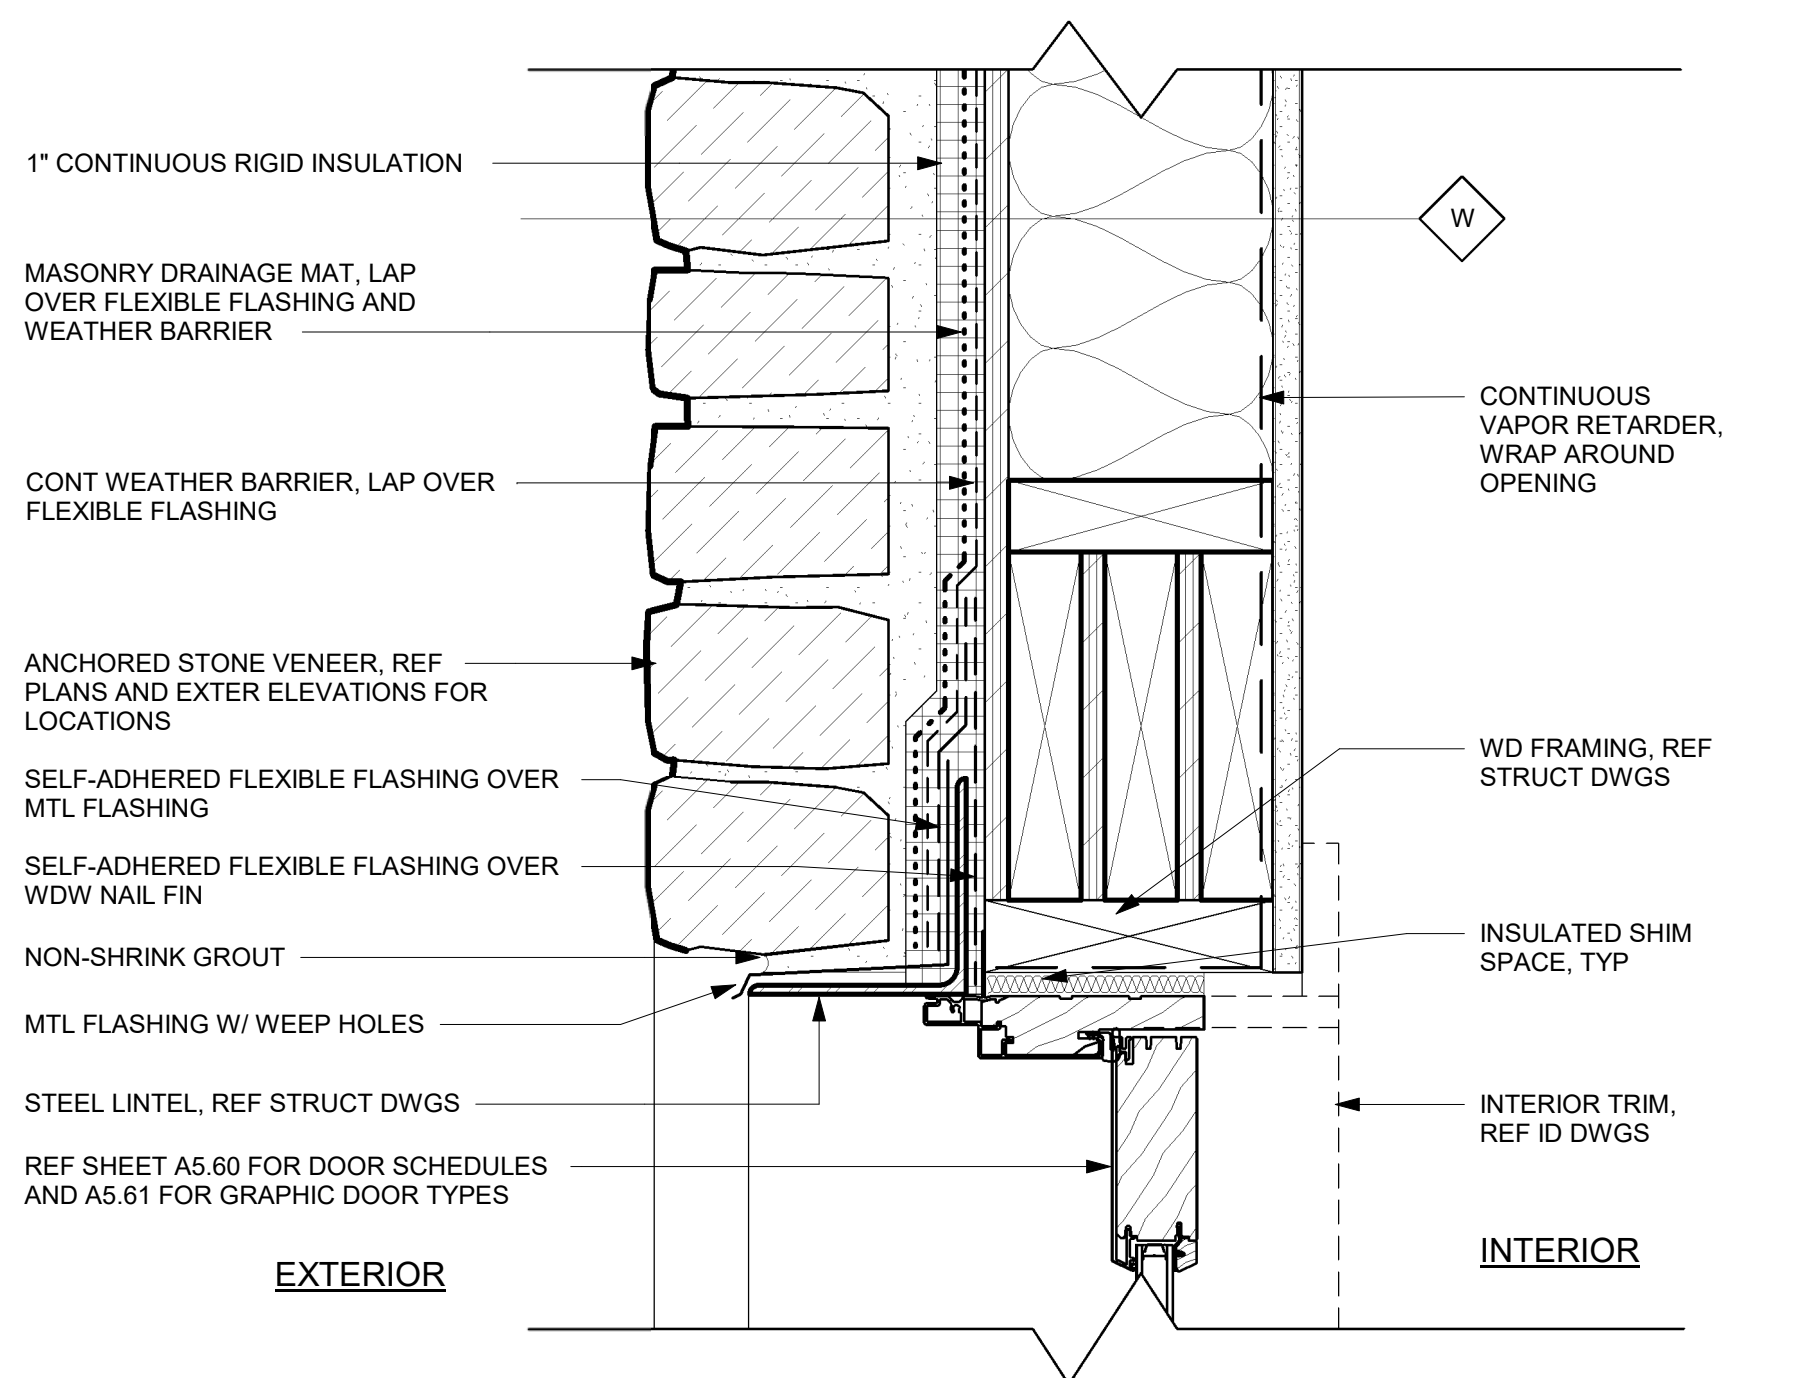 1" CONTINUOUS RIGID INSULATION
W
MASONRY DRAINAGE MAT, LAP
OVER FLEXIBLE FLASHING AND
WEATHER BARRIER
CONT WEATHER BARRIER, LAP OVER
FLEXIBLE FLASHING
ANCHORED STONE VENEER, REF
PLANS AND EXTER ELEVATIONS FOR
LOCATIONS
SELF-ADHERED FLEXIBLE FLASHING OVER
MTL FLASHING
SELF-ADHERED FLEXIBLE FLASHING OVER
WDW NAIL FIN
NON-SHRINK GROUT
MTL FLASHING W/ WEEP HOLES
STEEL LINTEL, REF STRUCT DWGS
REF SHEET A5.60 FOR DOOR SCHEDULES
AND A5.61 FOR GRAPHIC DOOR TYPES
EXTERIOR
CONTINUOUS
VAPOR RETARDER,
WRAP AROUND
OPENING
WD FRAMING, REF
STRUCT DWGS
INSULATED SHIM
SPACE, TYP
INTERIOR TRIM,
REF ID DWGS
INTERIOR